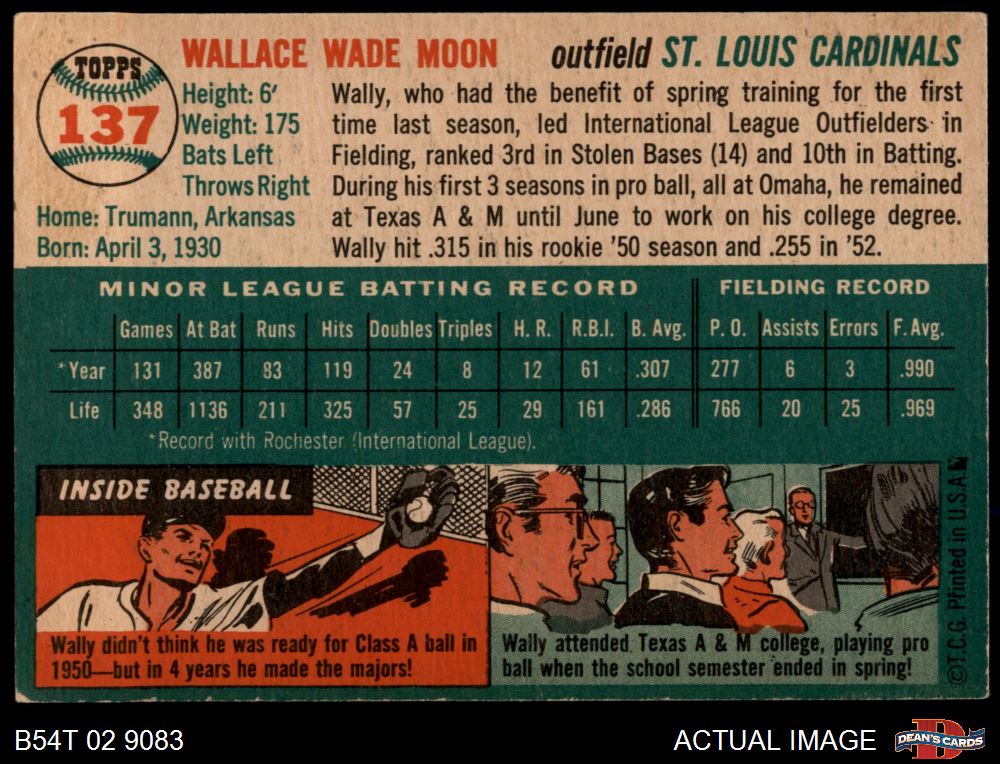 TOPPS
137
WALLACE WADE MOON outfield ST. LOUIS CARDINALS
Height: 6'
Weight: 175
Bats Left
Throws Right
Home: Trumann, Arkansas
Born: April 3, 1930
Wally, who had the benefit of spring training for the first
time last season, led International League Outfielders in
Fielding, ranked 3rd in Stolen Bases (14) and 10th in Batting.
During his first 3 seasons in pro ball, all at Omaha, he remained
at Texas A & M until June to work on his college degree.
Wally hit .315 in his rookie '50 season and .255 in '52.
MINOR LEAGUE BATTING RECORD FIELDING RECORD
Games At Bat Runs Hits Doubles Triples H. R. R.B.I. B. Avg. P. O. Assists Errors F. Avg.
*Year 131 387 83 119 24 8 12 61 .307 277 6 3 .990
Life 348 1136 211 325 57 25 29 161 .286 766 20 25 .969
*Record with Rochester (International League).
INSIDE BASEBALL
Wally didn't think he was ready for Class A ball in
1950—but in 4 years he made the majors!
Wally attended Texas A & M college, playing pro
ball when the school semester ended in spring!
©T.C.G. Printed in U.S.A.
B54T 02 9083
ACTUAL IMAGE
DEAN'S CARDS